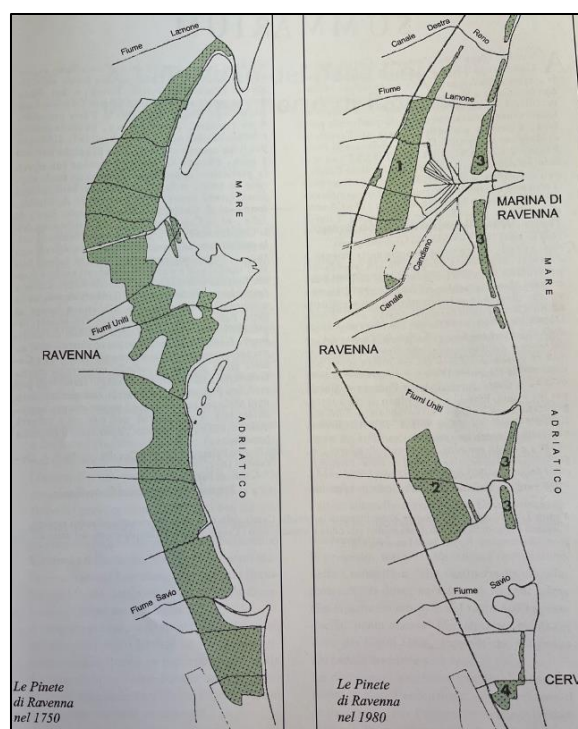 Fiume Lamone
MARE
Fiumi Uniti
RAVENNA
ADRIATICO
Fiume Savio
Le Pinete
di Ravenna
nel 1750
Canale Destra Reno
Fiume Lamone
1
3
MARINA DI
RAVENNA
3
Canale Candiano
MARE
RAVENNA
Fiumi Uniti
ADRIATICO
2
3
3
Fiume Savio
CERV
4
Le Pinete
di Ravenna
nel 1980